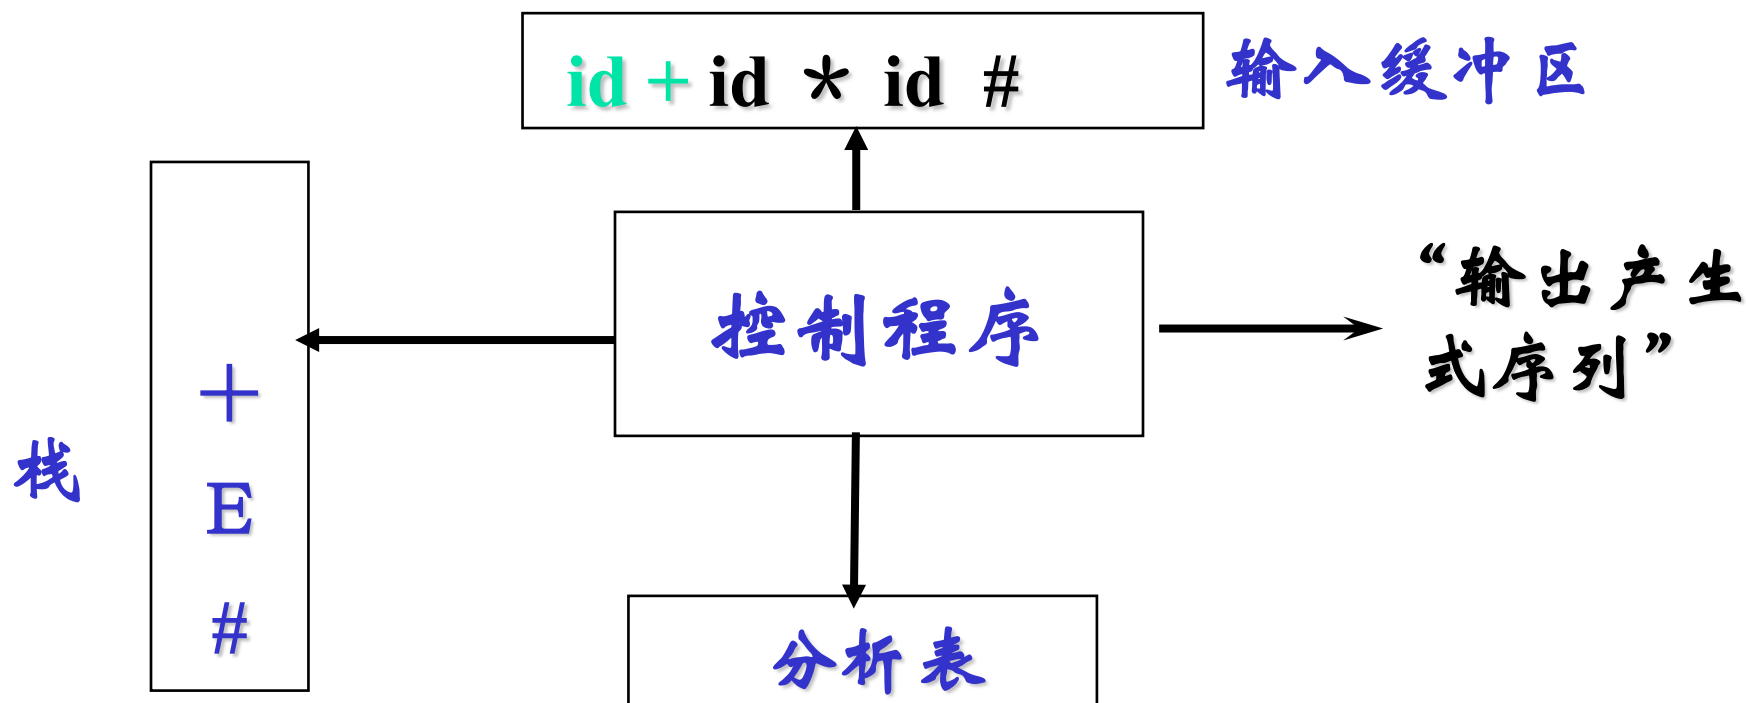 id + id * id #
输入缓冲区
控制程序
“输出产生
式序列”
栈
+
E
#
分析表